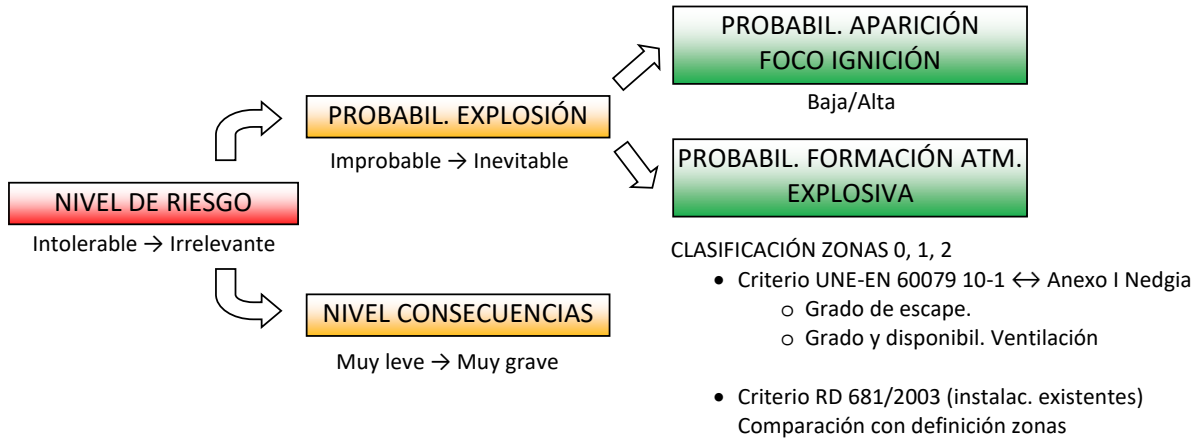 NIVEL DE RIESGO
Intolerable → Irrelevante
PROBABIL. EXPLOSIÓN
Improbable → Inevitable
NIVEL CONSECUENCIAS
Muy leve → Muy grave
PROBABIL. APARICIÓN
FOCO IGNICIÓN
Baja/Alta
PROBABIL. FORMACIÓN ATM.
EXPLOSIVA
CLASIFICACIÓN ZONAS 0, 1, 2
• Criterio UNE-EN 60079 10-1 ↔ Anexo I Nedgia
o Grado de escape.
o Grado y disponibil. Ventilación
• Criterio RD 681/2003 (instalac. existentes)
Comparación con definición zonas